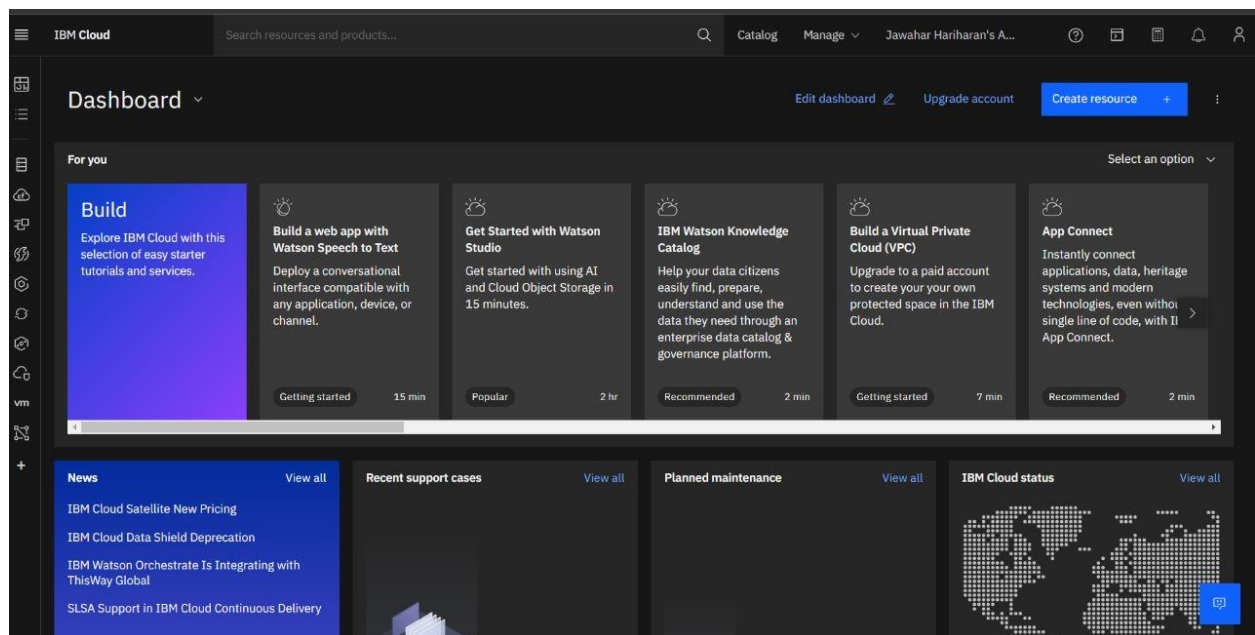 IBM Cloud
Search resources and products...
Catalog
Manage
Jawahar Hariharan's A...
Dashboard
Edit dashboard
Upgrade account
Create resource +
For you
Select an option
Build
Explore IBM Cloud with this
selection of easy starter
tutorials and services.
Build a web app with
Watson Speech to Text
Deploy a conversational
interface compatible with
any application, device, or
channel.
Getting started 15 min
Get Started with Watson
Studio
Get started with using AI
and Cloud Object Storage in
15 minutes.
Popular 2 hr
IBM Watson Knowledge
Catalog
Help your data citizens
easily find, prepare,
understand and use the
data they need through an
enterprise data catalog &
governance platform.
Recommended 2 min
Build a Virtual Private
Cloud (VPC)
Upgrade to a paid account
to create your your own
protected space in the IBM
Cloud.
Getting started 7 min
App Connect
Instantly connect
applications, data, heritage
systems and modern
technologies, even
single line of code, with
App Connect.
Recommended 2 min
vm
News View all
IBM Cloud Satellite New Pricing
IBM Cloud Data Shield Deprecation
IBM Watson Orchestrate Is Integrating with
ThisWay Global
SLSA Support in IBM Cloud Continuous Delivery
Recent support cases View all
Planned maintenance View all
IBM Cloud status View all